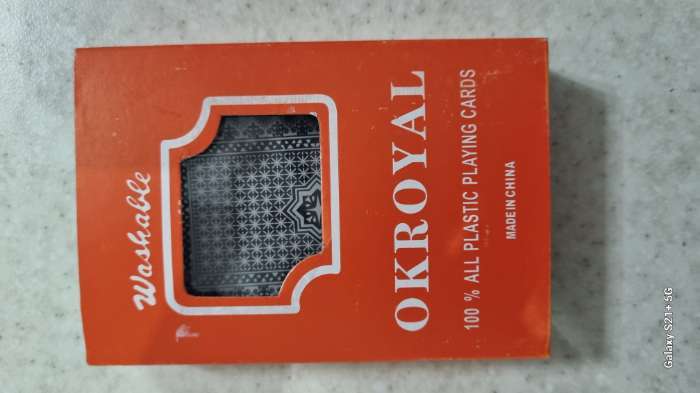 Washable
OKROYAL
100 % ALL PLASTIC PLAYING CARDS
MADE IN CHINA
Galaxy S21+ 5G